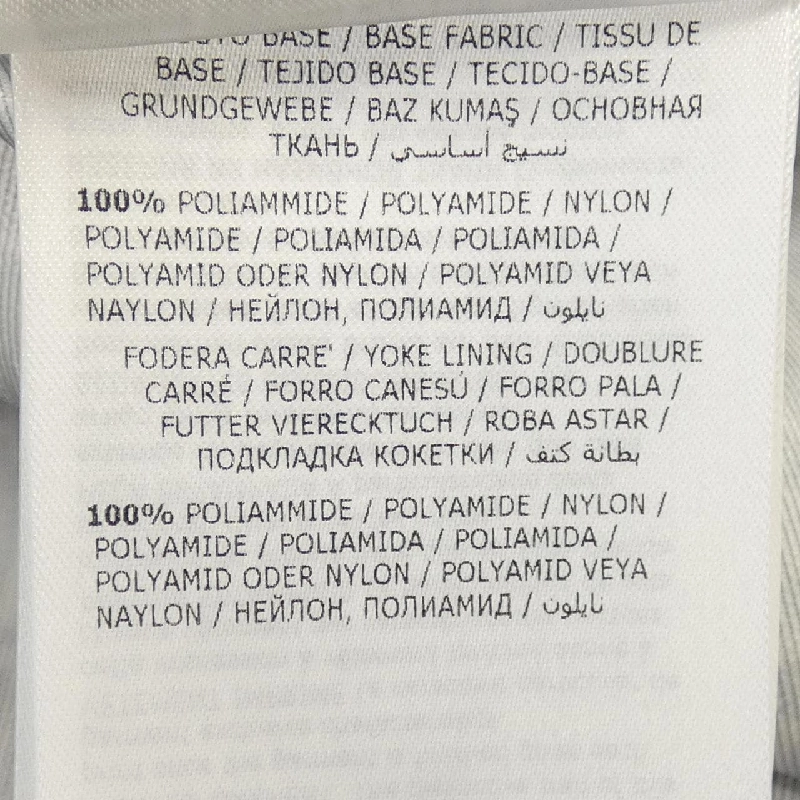 BASE / BASE FABRIC / TISSU DE
BASE / TEJIDO BASE / TECIDO-BASE /
GRUNDGEWEBE / BAZ KUMAŞ / ОСНОВНАЯ
ТКАНЬ / نسيج أساسي
100% POLIAMMIDE / POLYAMIDE / NYLON /
POLYAMIDE / POLIAMIDA / POLIAMIDA /
POLYAMID ODER NYLON / POLYAMID VEYA
NAYLON / НЕЙЛОН, ПОЛИАМИД / نايلون
FODERA CARRE' / YOKE LINING / DOUBLURE
CARRÉ / FORRO CANESÚ / FORRO PALA /
FUTTER VIERECKTUCH / ROBA ASTAR /
ПОДКЛАДКА КОКЕТКИ / بطانة كتف
100% POLIAMMIDE / POLYAMIDE / NYLON /
POLYAMIDE / POLIAMIDA / POLIAMIDA /
POLYAMID ODER NYLON / POLYAMID VEYA
NAYLON / НЕЙЛОН, ПОЛИАМИД / نايلون